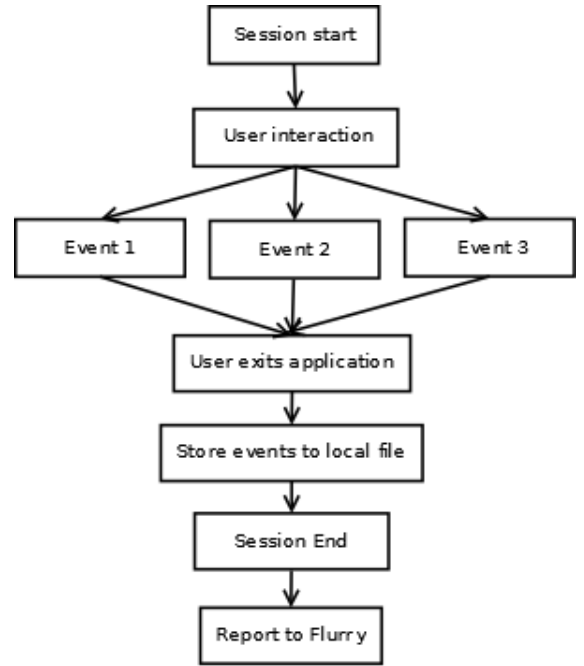 Session start
User interaction
Event 1
Event 2
Event 3
User exits application
Store events to local file
Session End
Report to Flurry